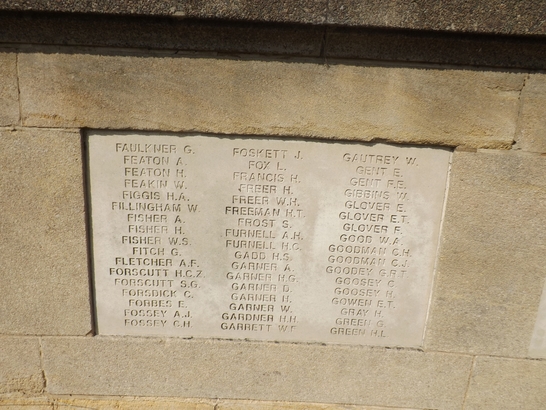 FAULKNER G.
FEATON A.
FEATON H.
FEAKIN W.
FIGGIS H.A.
FILLINGHAM W.
FISHER A.
FISHER H.
FISHER W.S.
FITCH G.
FLETCHER A.F.
FORSCUTT H.C.Z.
FORSCUTT S.G.
FORSDICK C.
FOBBES E.
FOSSEY A.J.
FOSSEY C.H.
FOSKETT J.
FOX L.
FRANCIS H.
FREER H.
FREER W.H.
FREEMAN H.T.
FROST S.
FURNELL A.H.
FURNELL H.C.
GADD H.S.
GARNER A.
GARNER H.G.
GARNER D.
GARNER H.
GARNER W.
GARDNER H.H.
GARRETT W.F.
GAUTREY W.
GENT E.
GENT F.E.
GIBBINS W.
GLOVER E.
GLOVER E.T.
GLOVER F.
GOOD W.A.
GOODMAN C.H.
GOODMAN C.J.
GOODEY G.R.T.
GOOSEY C.
GOOSEY H.
GOWEN E.T.
GRAY H.
GREEN G.
GREEN H.L.